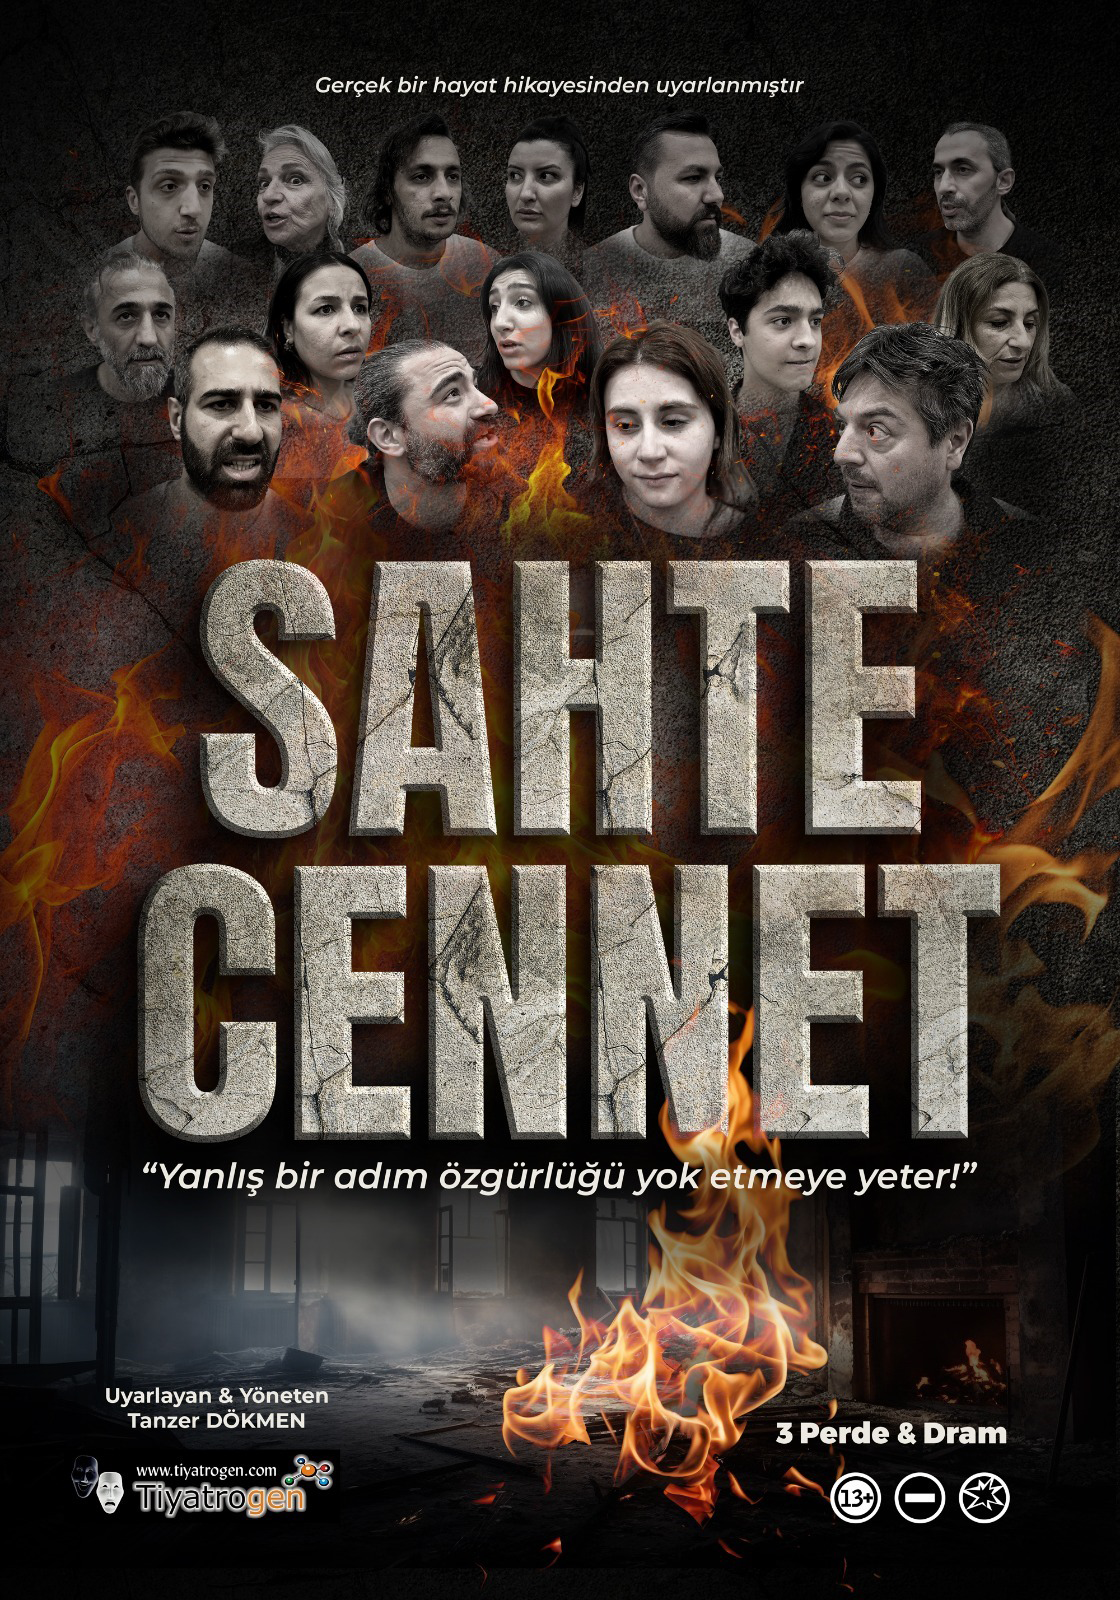 Gerçek bir hayat hikayesinden uyarlanmıştır
SAHTE
CENNET
“Yanlış bir adım özgürlüğü yok etmeye yeter!”
Uyarlayan & Yöneten
Tanzer DÖKMEN
www.tiyatrogen.com
Tiyatrogen
3 Perde & Dram
13+